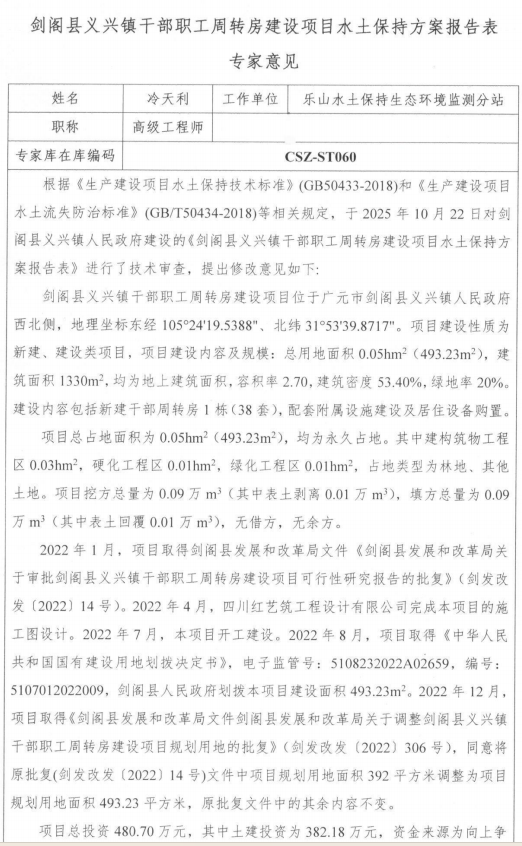 剑阁县义兴镇干部职工周转房建设项目水土保持方案报告表
专家意见
姓名 冷天利 工作单位 乐山水土保持生态环境监测分站
职称 高级工程师
专家库在库编码 CSZ-ST060
根据《生产建设项目水土保持技术标准》(GB50433-2018)和《生产建设项目
水土流失防治标准》(GB/T50434-2018)等相关规定，于 2025 年 10 月 22 日对剑
阁县义兴镇人民政府建设的《剑阁县义兴镇干部职工周转房建设项目水土保持方
案报告表》进行了技术审查，提出修改意见如下:
剑阁县义兴镇干部职工周转房建设项目位于广元市剑阁县义兴镇人民政府
西北侧，地理坐标东经 105°24'19.5388"、北纬 31°53'39.8717"。项目建设性质为
新建、建设类项目，项目建设内容及规模：总用地面积 0.05hm²（493.23m²），建
筑面积 1330m²，均为地上建筑面积，容积率 2.70，建筑密度 53.40%，绿地率 20%。
建设内容包括新建干部周转房 1 栋（38 套），配套附属设施建设及居住设备购置。
项目总占地面积为 0.05hm²（493.23m²），均为永久占地。其中建构筑物工程
区 0.03hm²，硬化工程区 0.01hm²，绿化工程区 0.01hm²，占地类型为林地、其他
土地。项目挖方总量为 0.09 万 m³（其中表土剥离 0.01 万 m³），填方总量为 0.09
万 m³（其中表土回覆 0.01 万 m³），无借方，无余方。
2022 年 1 月，项目取得剑阁县发展和改革局文件《剑阁县发展和改革局关
于审批剑阁县义兴镇干部职工周转房建设项目可行性研究报告的批复》（剑发改
发〔2022〕14 号）。2022 年 4 月，四川红艺筑工程设计有限公司完成本项目的施
工图设计。2022 年 7 月，本项目开工建设。2022 年 8 月，项目取得《中华人民
共和国国有建设用地划拨决定书》，电子监管号：5108232022A02659，编号：
5107012022009，剑阁县人民政府划拨本项目建设面积 493.23m²。2022 年 12 月，
项目取得《剑阁县发展和改革局文件剑阁县发展和改革局关于调整剑阁县义兴镇
干部职工周转房建设项目规划用地的批复》（剑发改发〔2022〕306 号），同意将
原批复(剑发改发〔2022〕14 号)文件中项目规划用地面积 392 平方米调整为项目
规划用地面积 493.23 平方米，原批复文件中的其余内容不变。
项目总投资 480.70 万元，其中土建投资为 382.18 万元，资金来源为向上争